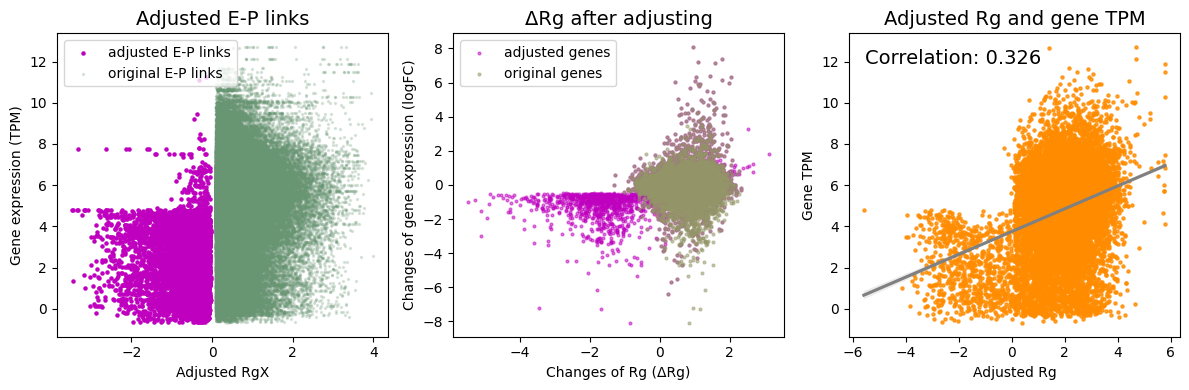 Adjusted E-P links
adjusted E-P links
original E-P links
Gene expression (TPM)
12
10
8
6
4
2
0
−2
0
2
4
Adjusted RgX
ΔRg after adjusting
adjusted genes
original genes
Changes of gene expression (logFC)
8
6
4
2
0
−2
−4
−6
−8
−4
−2
0
2
Changes of Rg (ΔRg)
Adjusted Rg and gene TPM
Correlation: 0.326
Gene TPM
12
10
8
6
4
2
0
−6
−4
−2
0
2
4
6
Adjusted Rg